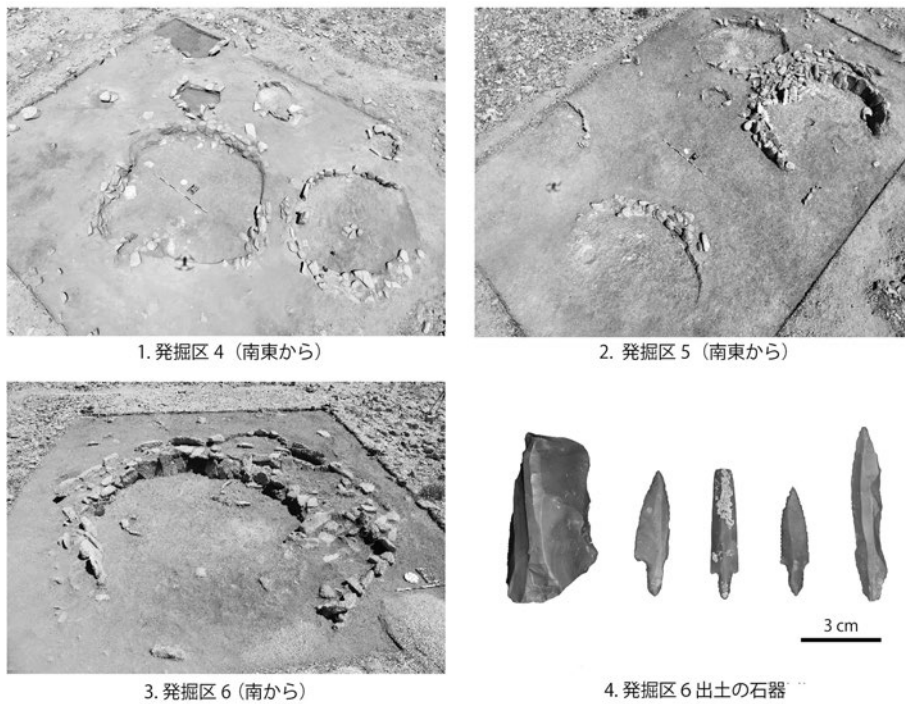 1. 発掘区 4（南東から）
2. 発掘区 5（南東から）
3. 発掘区 6（南から）
3 cm
4. 発掘区 6 出土の石器